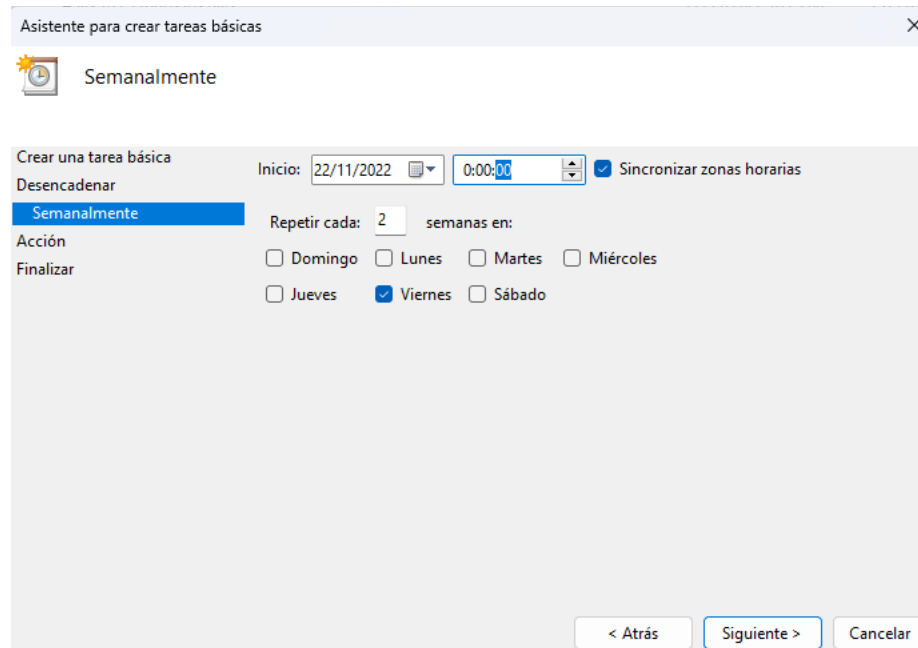 Asistente para crear tareas básicas
Semanalmente
Crear una tarea básica
Desencadenar
Semanalmente
Acción
Finalizar
Inicio: 22/11/2022 0:00:00 Sincronizar zonas horarias
Repetir cada: 2 semanas en:
Domingo Lunes Martes Miércoles
Jueves Viernes Sábado
< Atrás Siguiente > Cancelar